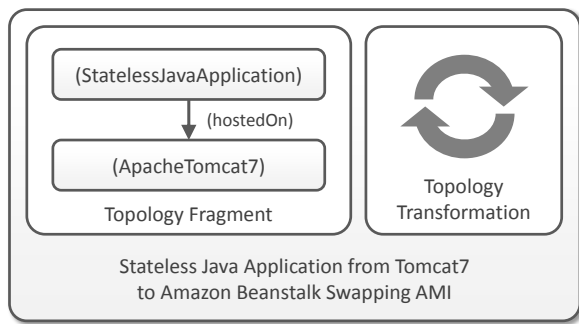 (StatelessJavaApplication)
(hostedOn)
(ApacheTomcat7)
Topology Fragment
Topology
Transformation
Stateless Java Application from Tomcat7
to Amazon Beanstalk Swapping AMI